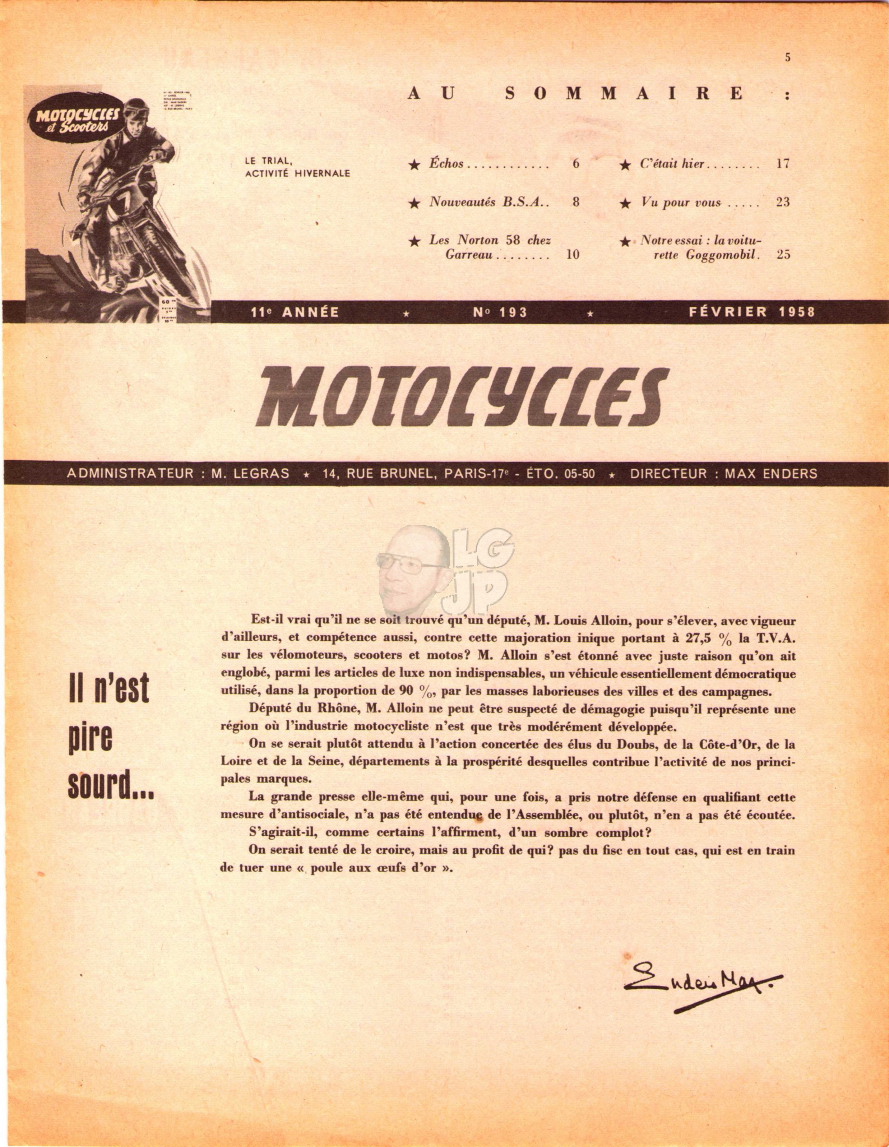 5
AU SOMMAIRE :
MOTOCYCLES
et Scooters
7
LE TRIAL,
ACTIVITÉ HIVERNALE
★ Échos............ 6
★ Nouveautés B.S.A.. 8
★ Les Norton 58 chez
Garreau........ 10
★ C'était hier........ 17
★ Vu pour vous ..... 23
★ Notre essai : la voitu-
rette Goggomobil. 25
11e ANNÉE ★ No 193 ★ FÉVRIER 1958
MOTOCYCLES
ADMINISTRATEUR : M. LEGRAS ★ 14, RUE BRUNEL, PARIS-17e - ÉTO. 05-50 ★ DIRECTEUR : MAX ENDERS
LG
JP
Il n'est
pire
sourd...
Est-il vrai qu'il ne se soit trouvé qu'un député, M. Louis Alloin, pour s'élever, avec vigueur
d'ailleurs, et compétence aussi, contre cette majoration inique portant à 27,5 % la T.V.A.
sur les vélomoteurs, scooters et motos? M. Alloin s'est étonné avec juste raison qu'on ait
englobé, parmi les articles de luxe non indispensables, un véhicule essentiellement démocratique
utilisé, dans la proportion de 90 %, par les masses laborieuses des villes et des campagnes.
Député du Rhône, M. Alloin ne peut être suspecté de démagogie puisqu'il représente une
région où l'industrie motocycliste n'est que très modérément développée.
On se serait plutôt attendu à l'action concertée des élus du Doubs, de la Côte-d'Or, de la
Loire et de la Seine, départements à la prospérité desquelles contribue l'activité de nos princi-
pales marques.
La grande presse elle-même qui, pour une fois, a pris notre défense en qualifiant cette
mesure d'antisociale, n'a pas été entendue de l'Assemblée, ou plutôt, n'en a pas été écoutée.
S'agirait-il, comme certains l'affirment, d'un sombre complot?
On serait tenté de le croire, mais au profit de qui? pas du fisc en tout cas, qui est en train
de tuer une « poule aux œufs d'or ».
Enders Max.